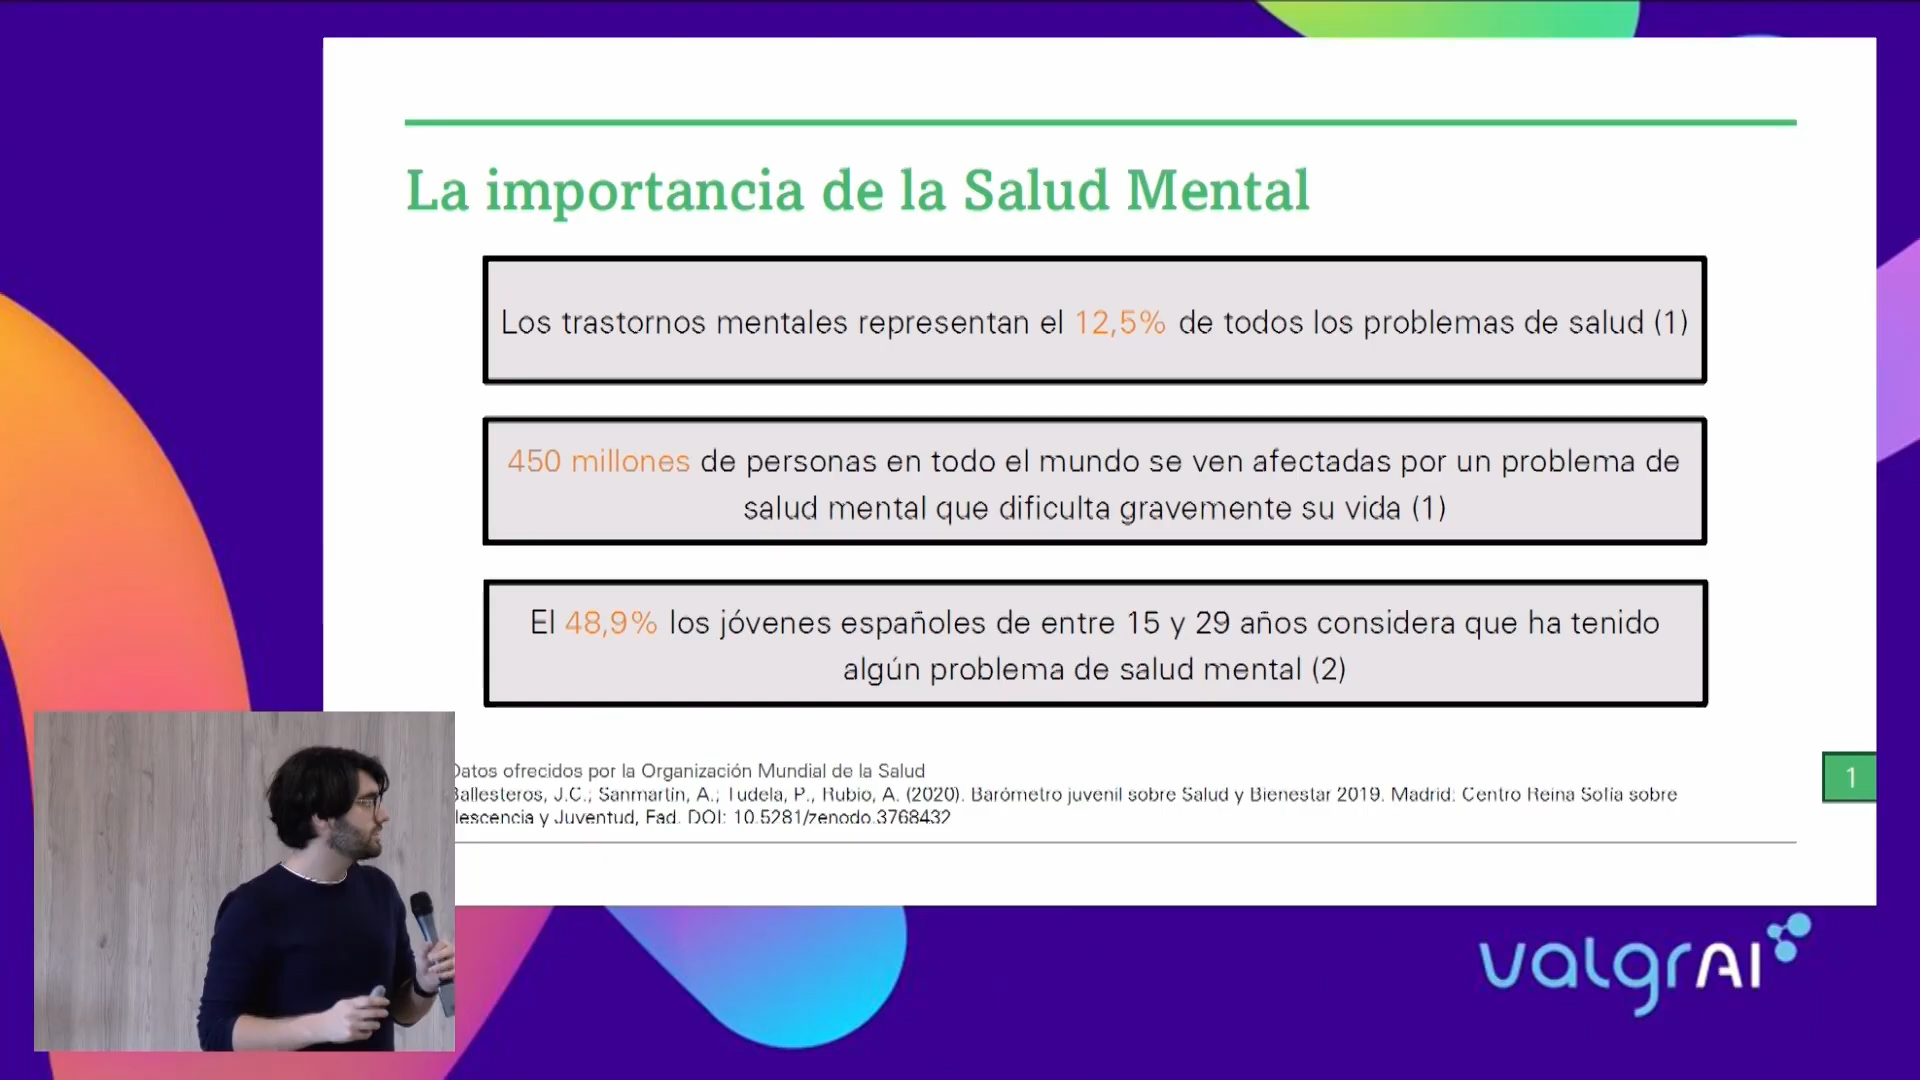 La importancia de la Salud Mental
Los trastornos mentales representan el 12,5% de todos los problemas de salud (1)
450 millones de personas en todo el mundo se ven afectadas por un problema de
salud mental que dificulta gravemente su vida (1)
El 48,9% los jóvenes españoles de entre 15 y 29 años considera que ha tenido
algún problema de salud mental (2)
Datos ofrecidos por la Organización Mundial de la Salud
Ballesteros, J.C.; Sanmartín, A.; Tudela, P., Rubio, A. (2020). Barómetro juvenil sobre Salud y Bienestar 2019. Madrid: Centro Reina Sofía sobre
lescencia y Juventud, Fad. DOI: 10.5281/zenodo.3768432
1
valgrAI